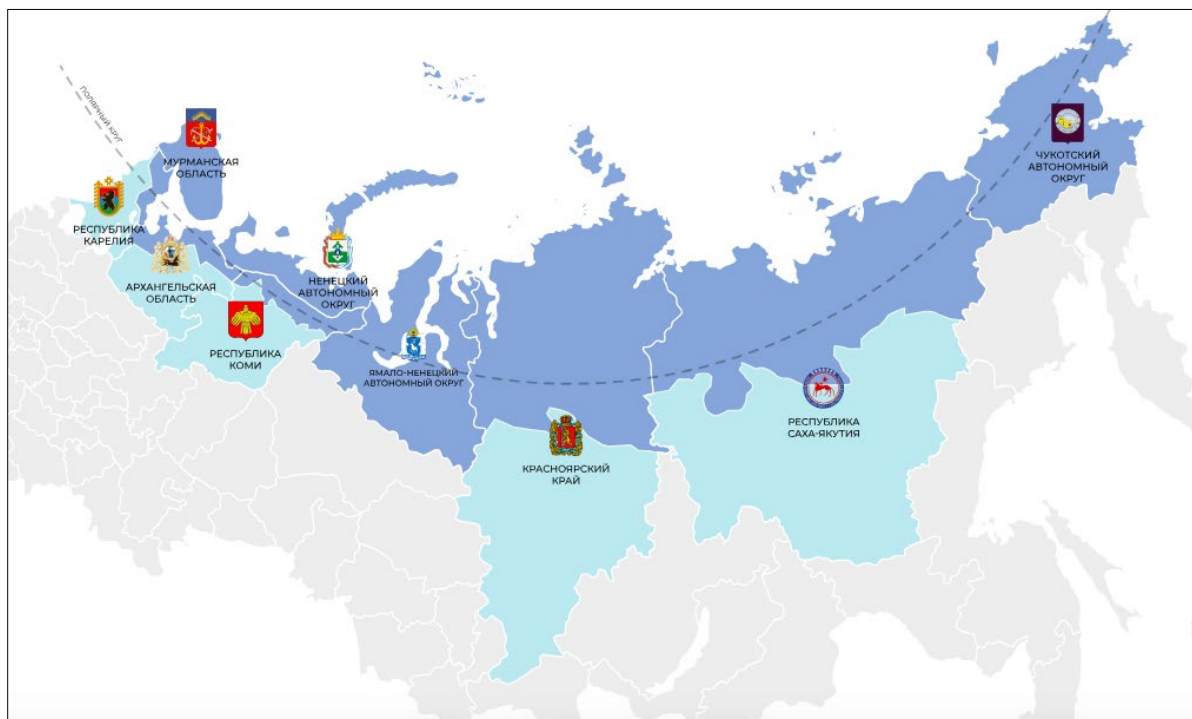 ПОЛЯРНЫЙ КРУГ
МУРМАНСКАЯ
ОБЛАСТЬ
ЧУКОТСКИЙ
АВТОНОМНЫЙ
ОКРУГ
РЕСПУБЛИКА
КАРЕЛИЯ
АРХАНГЕЛЬСКАЯ
ОБЛАСТЬ
НЕНЕЦКИЙ
АВТОНОМНЫЙ
ОКРУГ
РЕСПУБЛИКА
КОМИ
ЯМАЛО-НЕНЕЦКИЙ
АВТОНОМНЫЙ ОКРУГ
РЕСПУБЛИКА
САХА-ЯКУТИЯ
КРАСНОЯРСКИЙ
КРАЙ